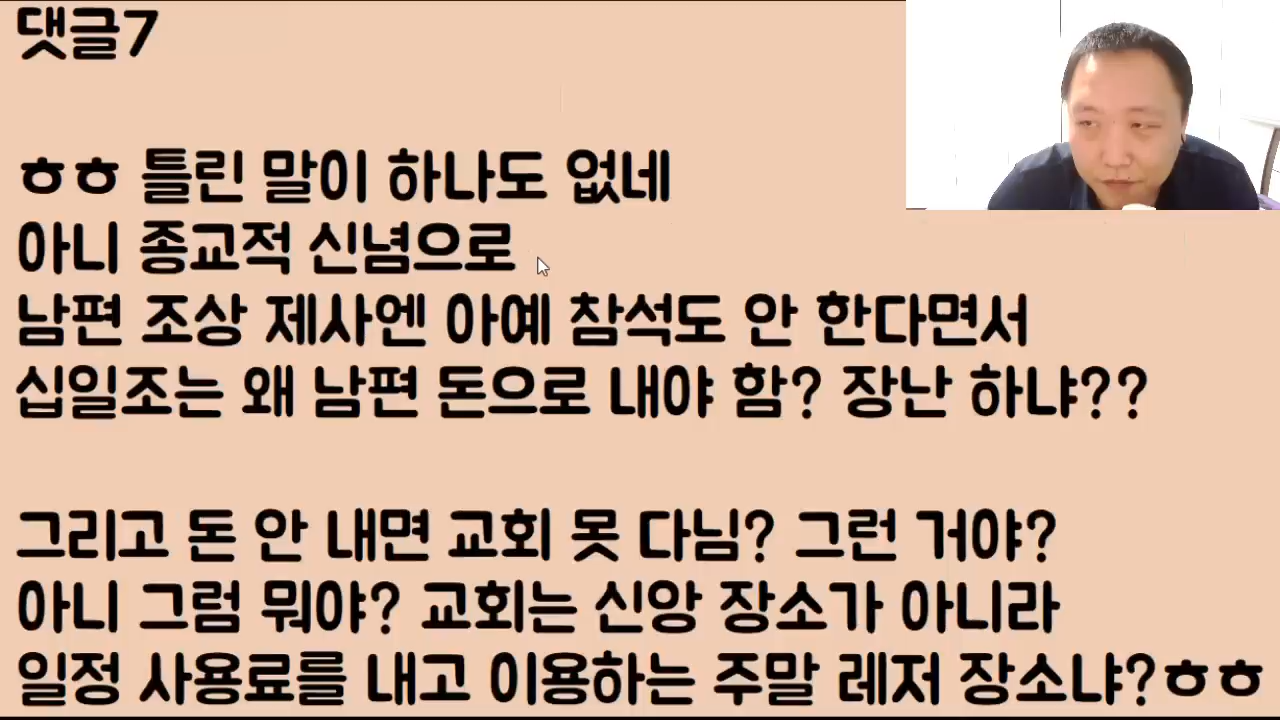 댓글7
ㅎㅎ 틀린 말이 하나도 없네
아니 종교적 신념으로
남편 조상 제사엔 아예 참석도 안 한다면서
십일조는 왜 남편 돈으로 내야 함? 장난 하냐??
그리고 돈 안 내면 교회 못 다님? 그런 거야?
아니 그럼 뭐야? 교회는 신앙 장소가 아니라
일정 사용료를 내고 이용하는 주말 레저 장소냐?ㅎㅎ